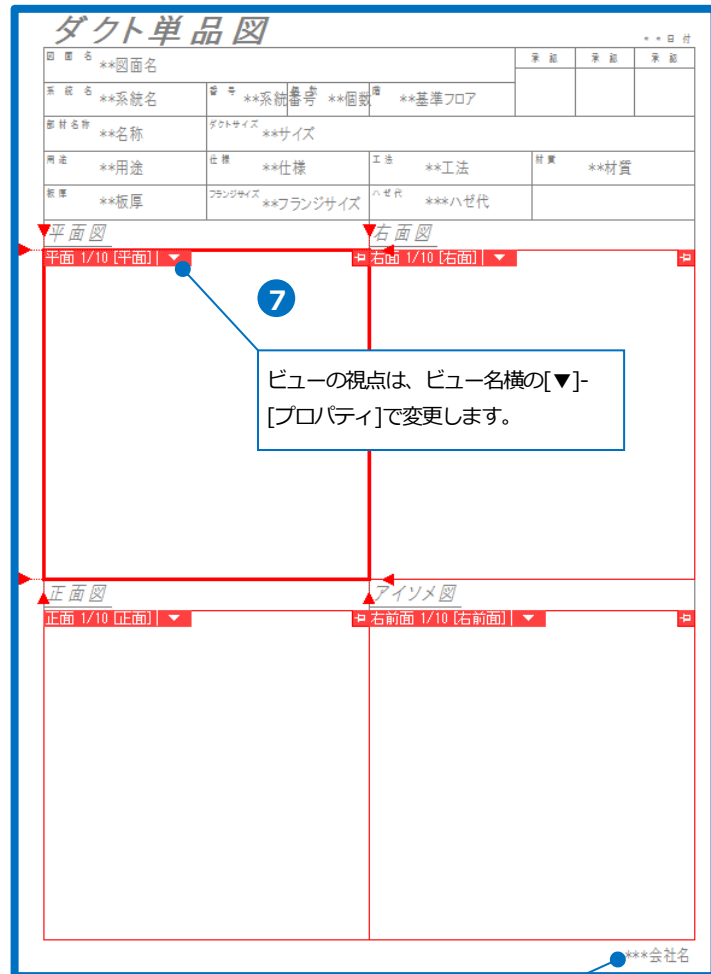 ダクト単品図
**日付
図面名 **図面名 承認 承認 承認
系統名 **系統名 番号 **系統番号 個数 **個数 階 **基準フロア
部材名称 **名称 ダクトサイズ **サイズ
用途 **用途 仕様 **仕様 工法 **工法 材質 **材質
板厚 **板厚 フランジサイズ **フランジサイズ ハゼ代 ***ハゼ代
平面図 右面図
平面 1/10 [平面] | ▼ 右面 1/10 [右面] | ▼
7
ビューの視点は、ビュー名横の[▼]-
[プロパティ]で変更します。
正面図 アイソメ図
正面 1/10 [正面] | ▼ 右前面 1/10 [右前面] | ▼
***会社名